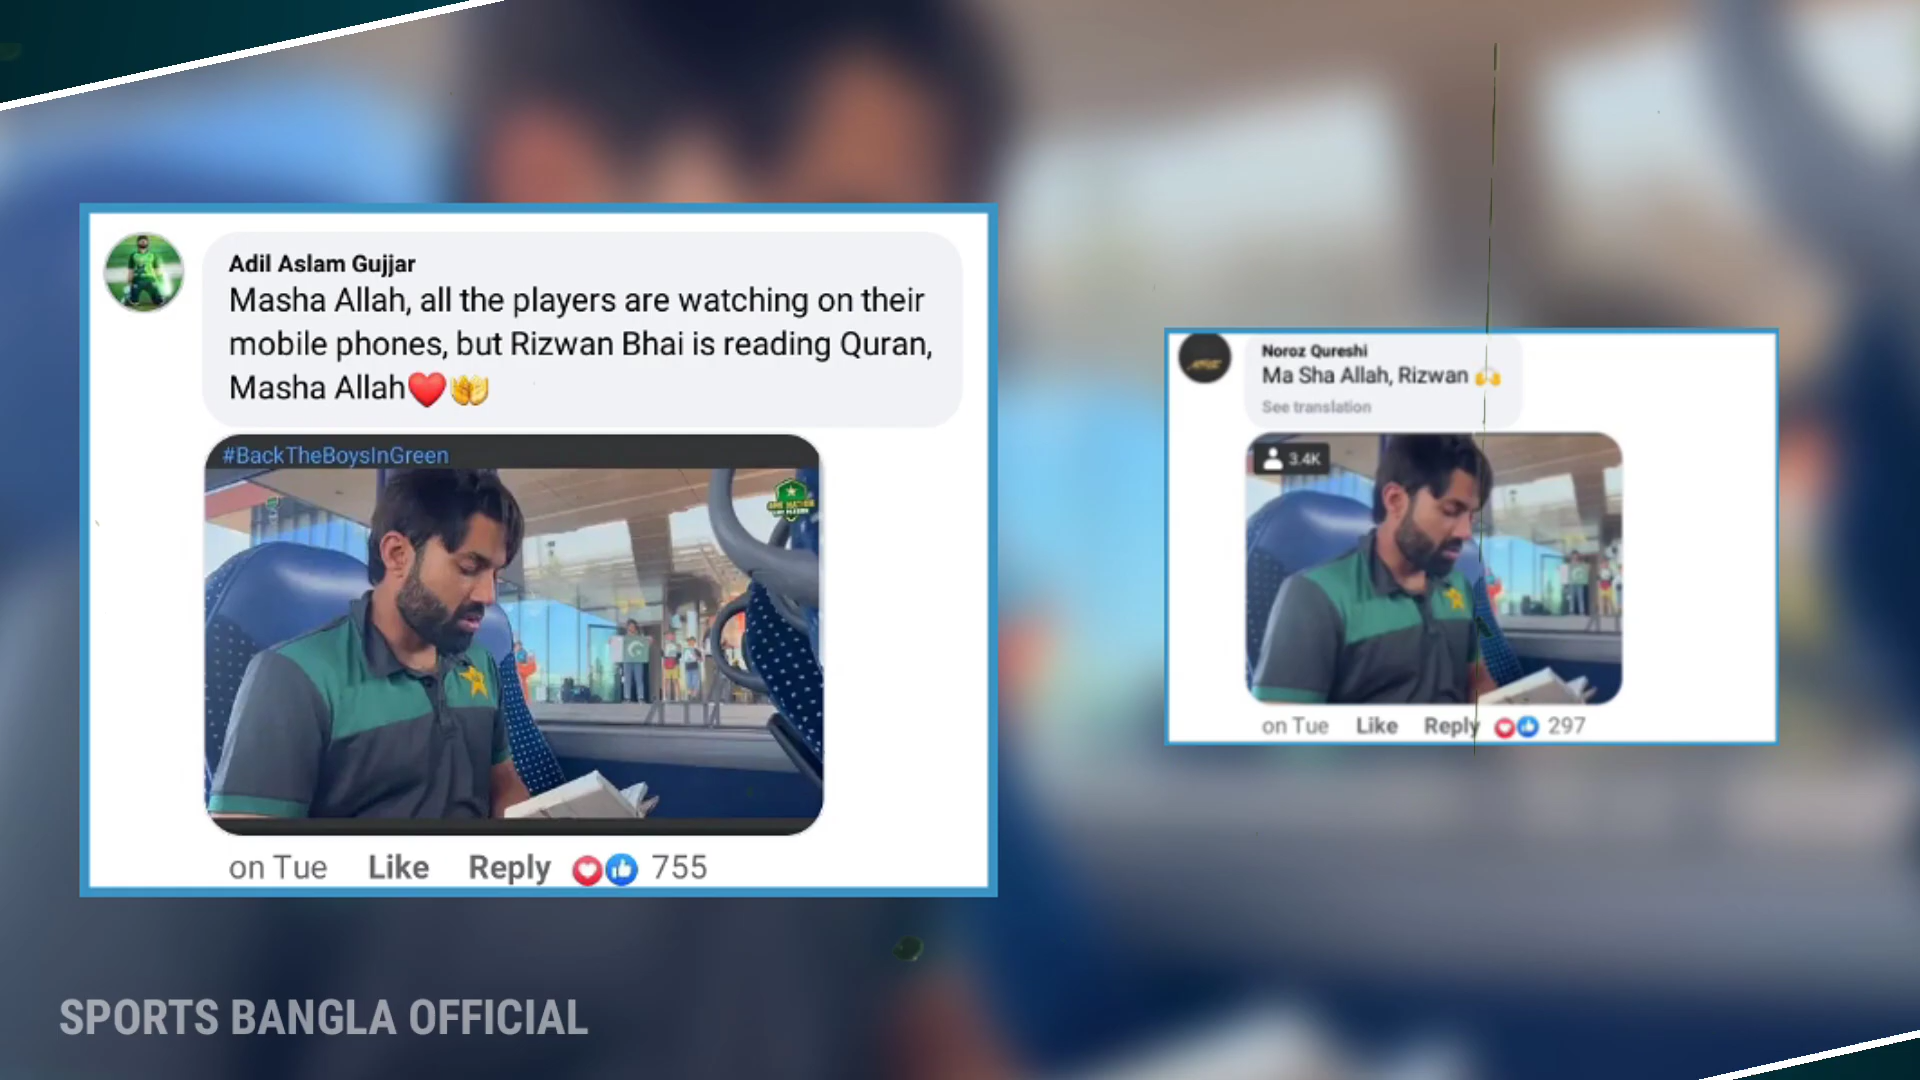 Adil Aslam Gujjar
Masha Allah, all the players are watching on their
mobile phones, but Rizwan Bhai is reading Quran,
Masha Allah❤️🤲
#BackTheBoysInGreen
on Tue Like Reply 755
Noroz Qureshi
Ma Sha Allah, Rizwan 🙌
See translation
3.4K
on Tue Like Reply 297
SPORTS BANGLA OFFICIAL